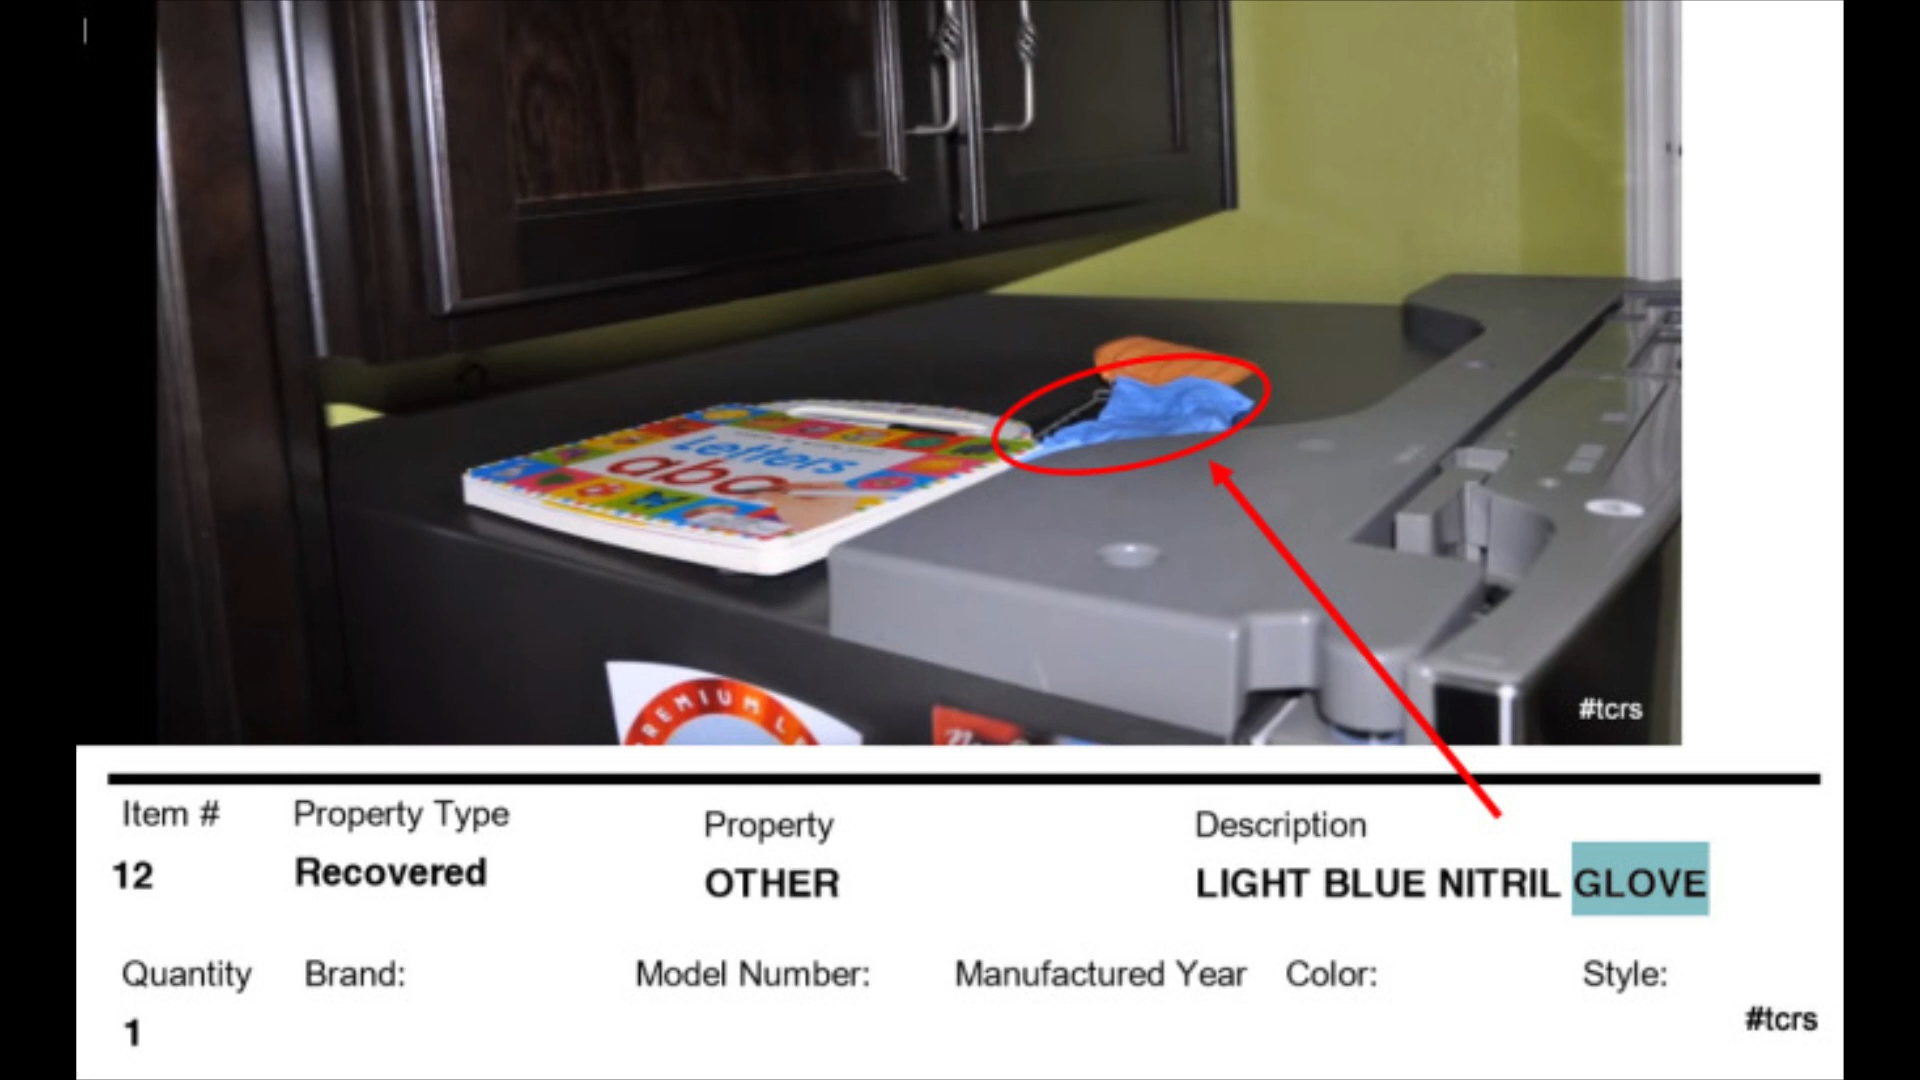 Letters
abc
PREMIUM L
#tcrs
Item # Property Type Property Description
12 Recovered OTHER LIGHT BLUE NITRIL GLOVE
Quantity Brand: Model Number: Manufactured Year Color: Style:
1
#tcrs